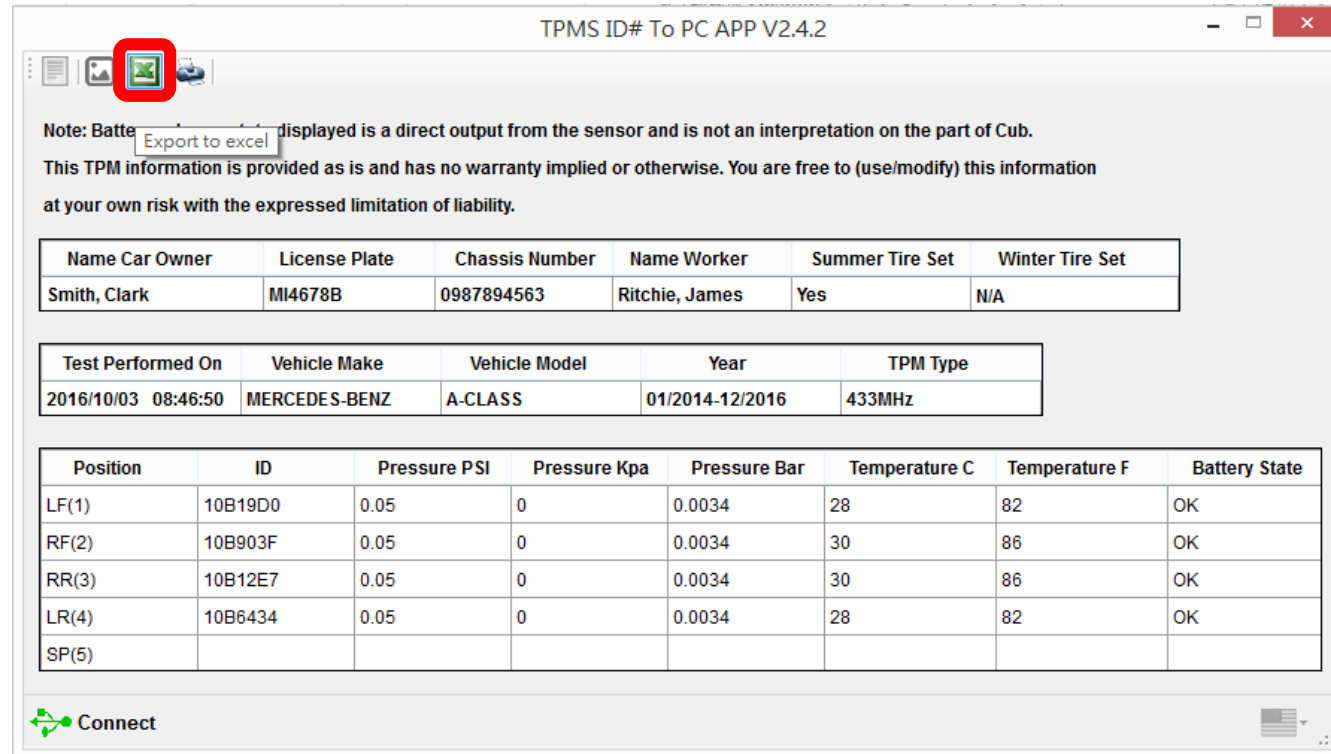 TPMS ID# To PC APP V2.4.2
Export to excel
Note: displayed is a direct output from the sensor and is not an interpretation on the part of Cub.
This TPM information is provided as is and has no warranty implied or otherwise. You are free to (use/modify) this information
at your own risk with the expressed limitation of liability.
Name Car Owner License Plate Chassis Number Name Worker Summer Tire Set Winter Tire Set
Smith, Clark MI4678B 0987894563 Ritchie, James Yes N/A
Test Performed On Vehicle Make Vehicle Model Year TPM Type
2016/10/03 08:46:50 MERCEDES-BENZ A-CLASS 01/2014-12/2016 433MHz
Position ID Pressure PSI Pressure Kpa Pressure Bar Temperature C Temperature F Battery State
LF(1) 10B19D0 0.05 0 0.0034 28 82 OK
RF(2) 10B903F 0.05 0 0.0034 30 86 OK
RR(3) 10B12E7 0.05 0 0.0034 30 86 OK
LR(4) 10B6434 0.05 0 0.0034 28 82 OK
SP(5)
Connect